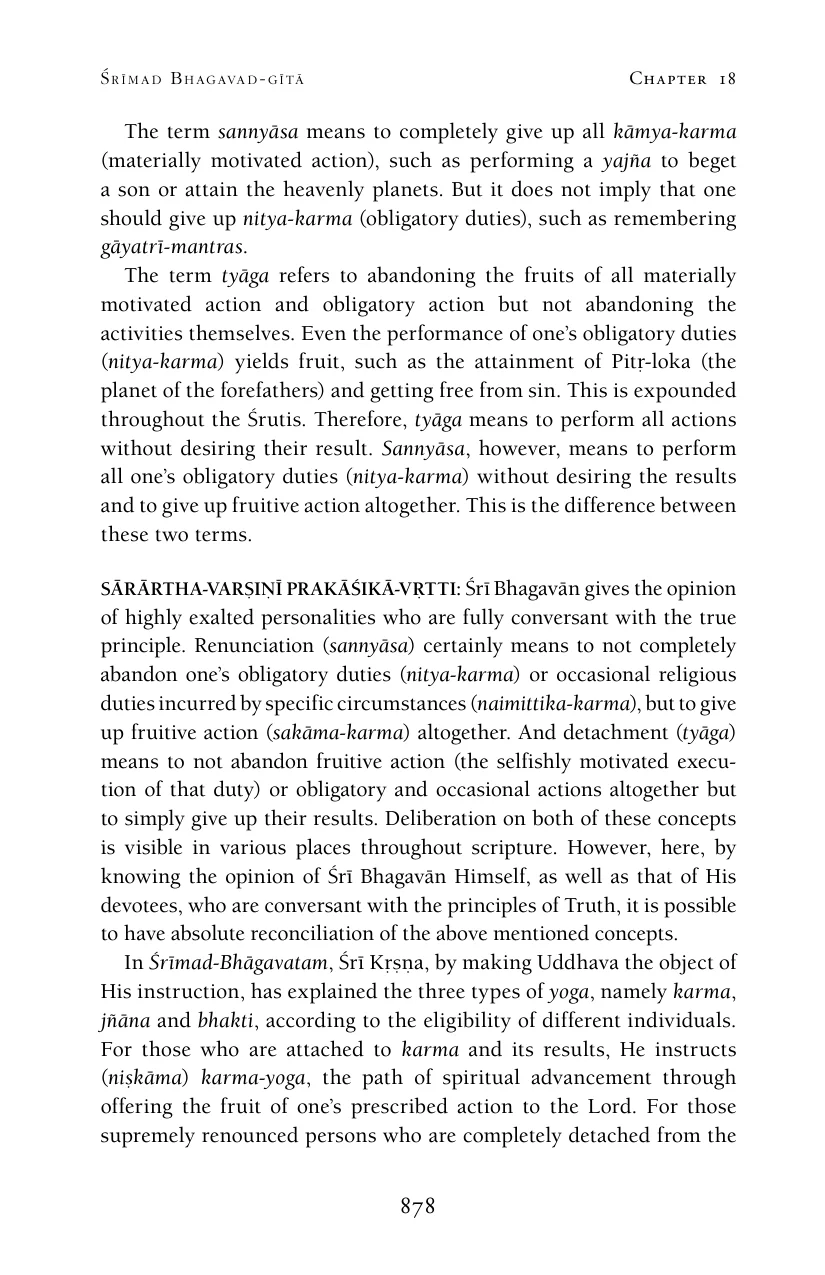 Śrīmad Bhagavad-gītā Chapter 18
The term sannyāsa means to completely give up all kāmya-karma
(materially motivated action), such as performing a yajña to beget
a son or attain the heavenly planets. But it does not imply that one
should give up nitya-karma (obligatory duties), such as remembering
gāyatrī-mantras.
The term tyāga refers to abandoning the fruits of all materially
motivated action and obligatory action but not abandoning the
activities themselves. Even the performance of one’s obligatory duties
(nitya-karma) yields fruit, such as the attainment of Pitṛ-loka (the
planet of the forefathers) and getting free from sin. This is expounded
throughout the Śrutis. Therefore, tyāga means to perform all actions
without desiring their result. Sannyāsa, however, means to perform
all one’s obligatory duties (nitya-karma) without desiring the results
and to give up fruitive action altogether. This is the difference between
these two terms.
SĀRĀRTHA-VARṢIṆĪ PRAKĀŚIKĀ-VṚTTI: Śrī Bhagavān gives the opinion
of highly exalted personalities who are fully conversant with the true
principle. Renunciation (sannyāsa) certainly means to not completely
abandon one’s obligatory duties (nitya-karma) or occasional religious
duties incurred by specific circumstances (naimittika-karma), but to give
up fruitive action (sakāma-karma) altogether. And detachment (tyāga)
means to not abandon fruitive action (the selfishly motivated execu-
tion of that duty) or obligatory and occasional actions altogether but
to simply give up their results. Deliberation on both of these concepts
is visible in various places throughout scripture. However, here, by
knowing the opinion of Śrī Bhagavān Himself, as well as that of His
devotees, who are conversant with the principles of Truth, it is possible
to have absolute reconciliation of the above mentioned concepts.
In Śrīmad-Bhāgavatam, Śrī Kṛṣṇa, by making Uddhava the object of
His instruction, has explained the three types of yoga, namely karma,
jñāna and bhakti, according to the eligibility of different individuals.
For those who are attached to karma and its results, He instructs
(niṣkāma) karma-yoga, the path of spiritual advancement through
offering the fruit of one’s prescribed action to the Lord. For those
supremely renounced persons who are completely detached from the
878